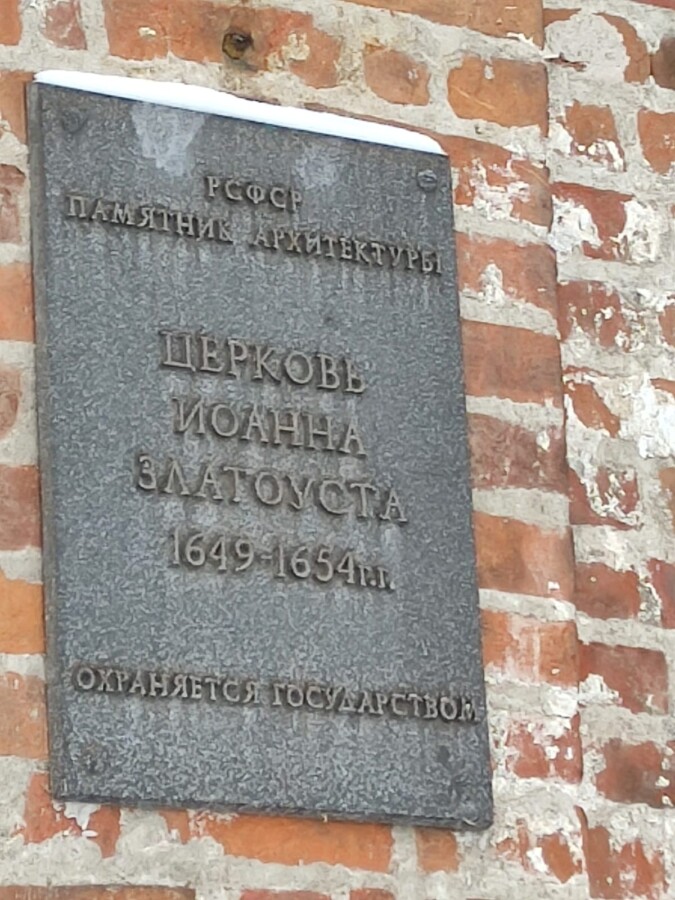 РСФСР
ПАМЯТНИК АРХИТЕКТУРЫ
ЦЕРКОВЬ
ИОАННА
ЗЛАТОУСТА
1649-1654г.г.
ОХРАНЯЕТСЯ ГОСУДАРСТВОМ